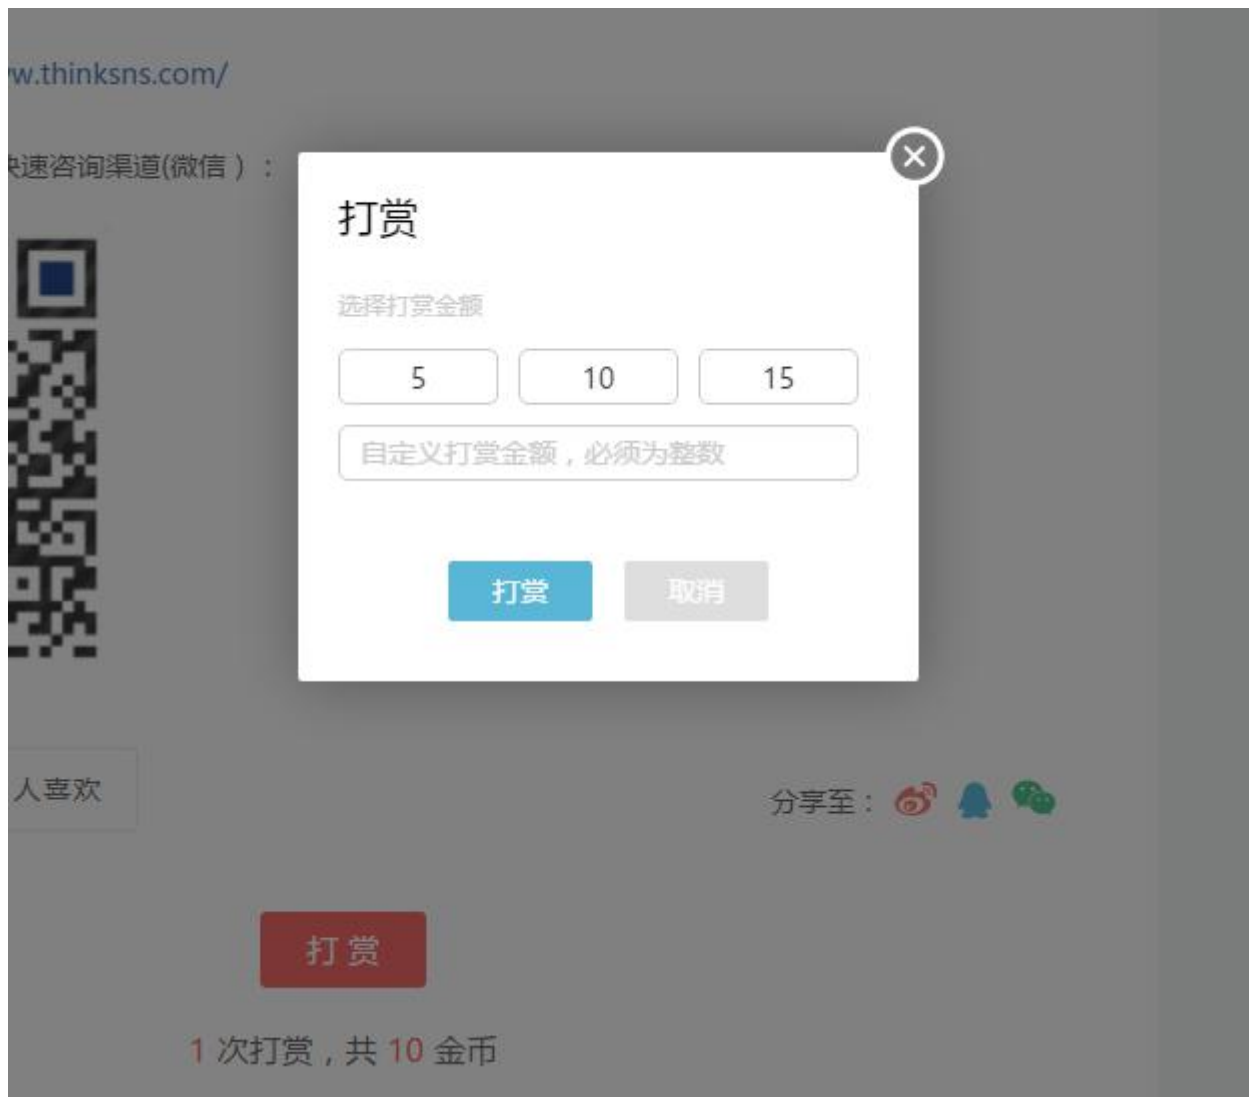 w.thinksns.com/
速咨询渠道(微信）：
打赏
选择打赏金额
5 10 15
自定义打赏金额，必须为整数
打赏 取消
人喜欢
分享至：
打 赏
1 次打赏，共 10 金币